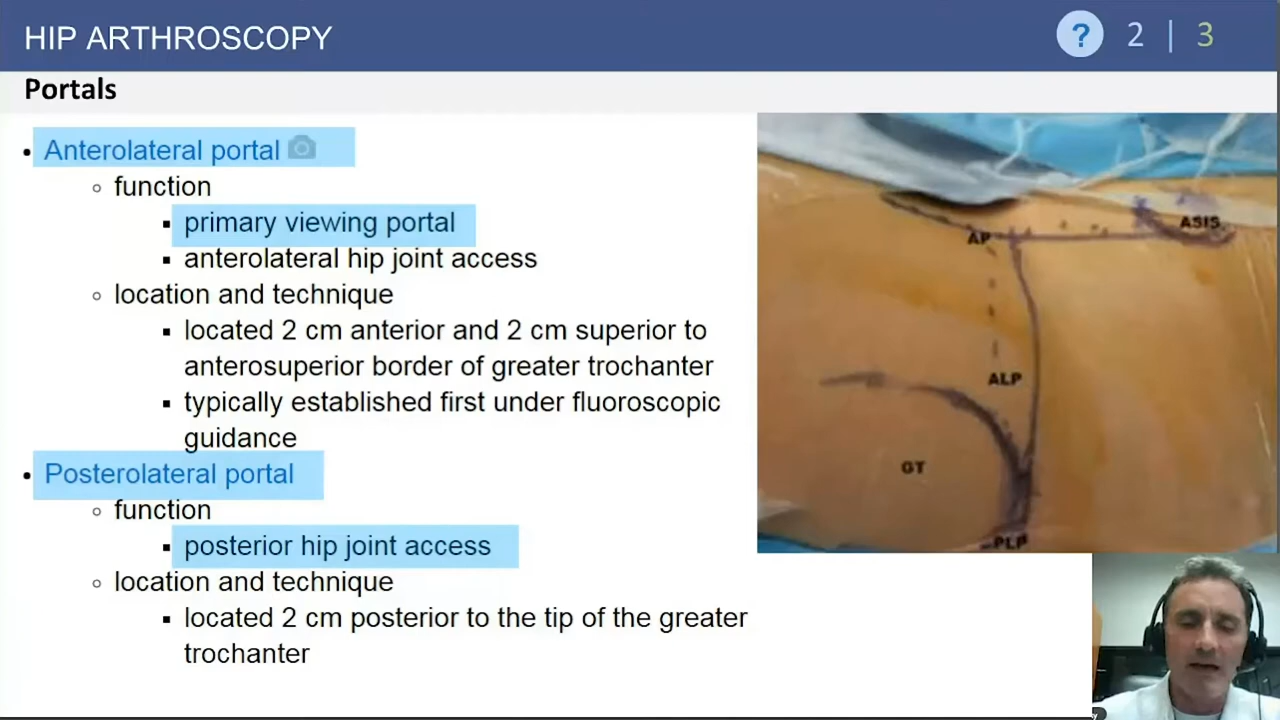 HIP ARTHROSCOPY
? 2 | 3
Portals
• Anterolateral portal
○ function
▪ primary viewing portal
▪ anterolateral hip joint access
○ location and technique
▪ located 2 cm anterior and 2 cm superior to
anterosuperior border of greater trochanter
▪ typically established first under fluoroscopic
guidance
• Posterolateral portal
○ function
▪ posterior hip joint access
○ location and technique
▪ located 2 cm posterior to the tip of the greater
trochanter
ASIS
AP
ALP
GT
PLP